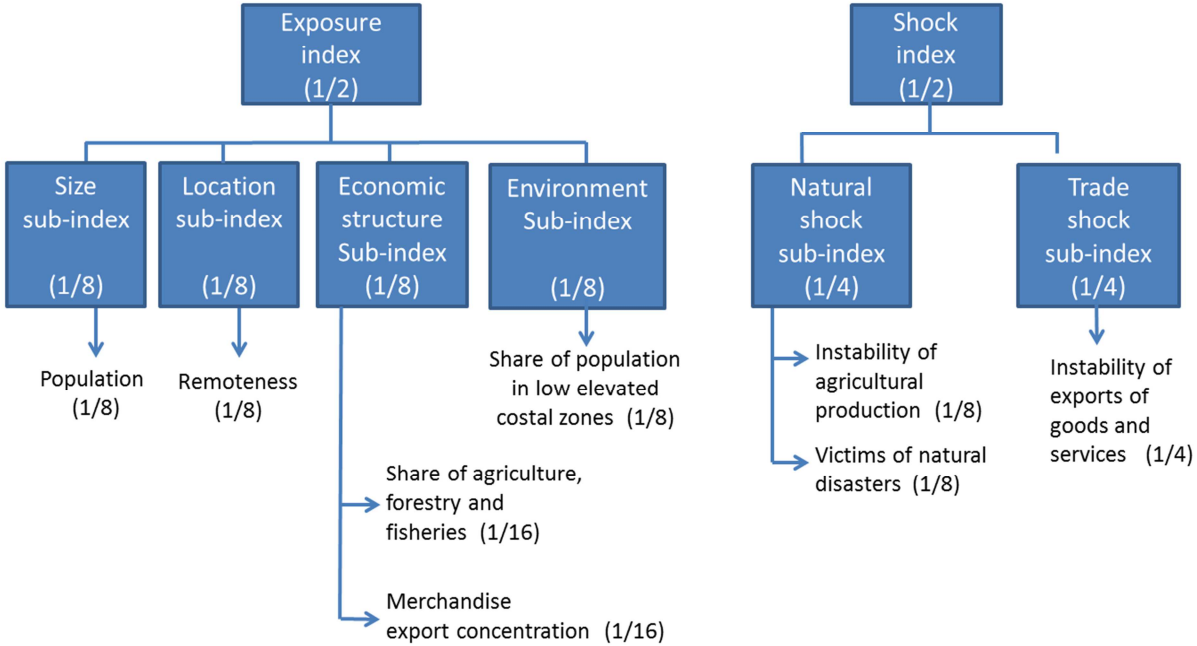 Exposure
index
(1/2)
Shock
index
(1/2)
Size
sub-index
(1/8)
Location
sub-index
(1/8)
Economic
structure
Sub-Index
(1/8)
Environment
Sub-Index
(1/8)
Natural
shock
sub-index
(1/4)
Trade
shock
sub-index
(1/4)
Population
(1/8)
Remoteness
(1/8)
Share of population
in low elevated
costal zones (1/8)
Instability of
agricultural
production (1/8)
Instability of
exports of
goods and
services (1/4)
Victims of natural
disasters (1/8)
Share of agriculture,
forestry and
fisheries (1/16)
Merchandise
export concentration (1/16)